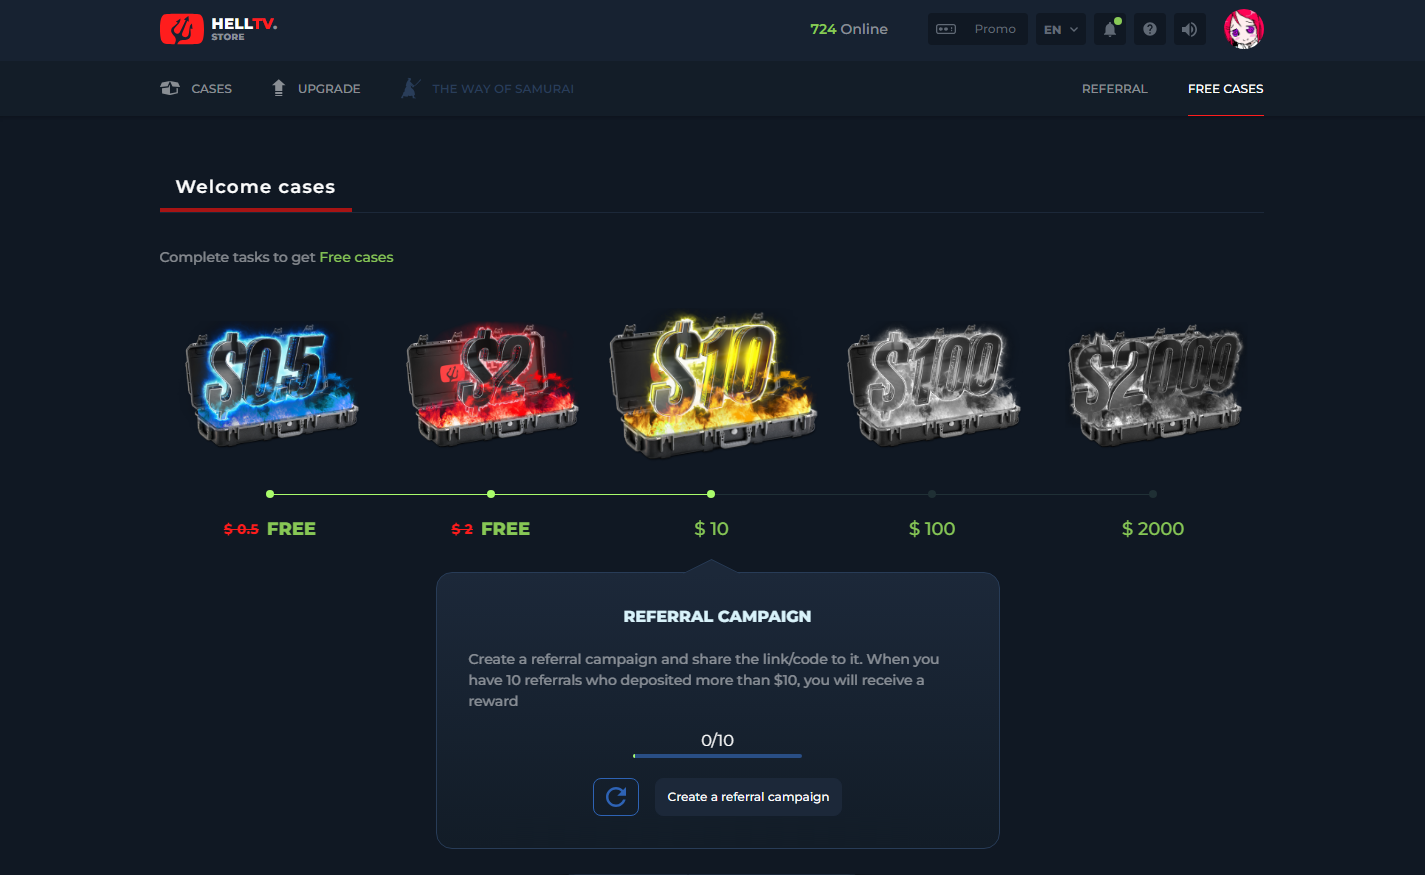 HELLTV.
STORE
724 Online
Promo
EN
CASES
UPGRADE
THE WAY OF SAMURAI
REFERRAL
FREE CASES
Welcome cases
Complete tasks to get Free cases
$0.5
$2
$10
$100
$2000
$ 0.5 FREE
$ 2 FREE
$ 10
$ 100
$ 2000
REFERRAL CAMPAIGN
Create a referral campaign and share the link/code to it. When you
have 10 referrals who deposited more than $10, you will receive a
reward
0/10
Create a referral campaign